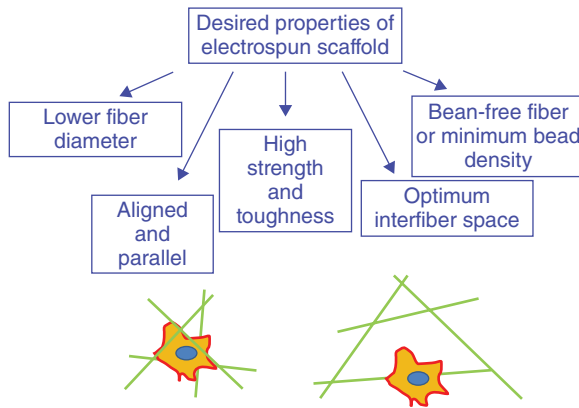 Desired properties of
electrospun scaffold
Lower fiber
diameter
Aligned
and
parallel
High
strength
and
toughness
Optimum
interfiber space
Bean-free fiber
or minimum bead
density